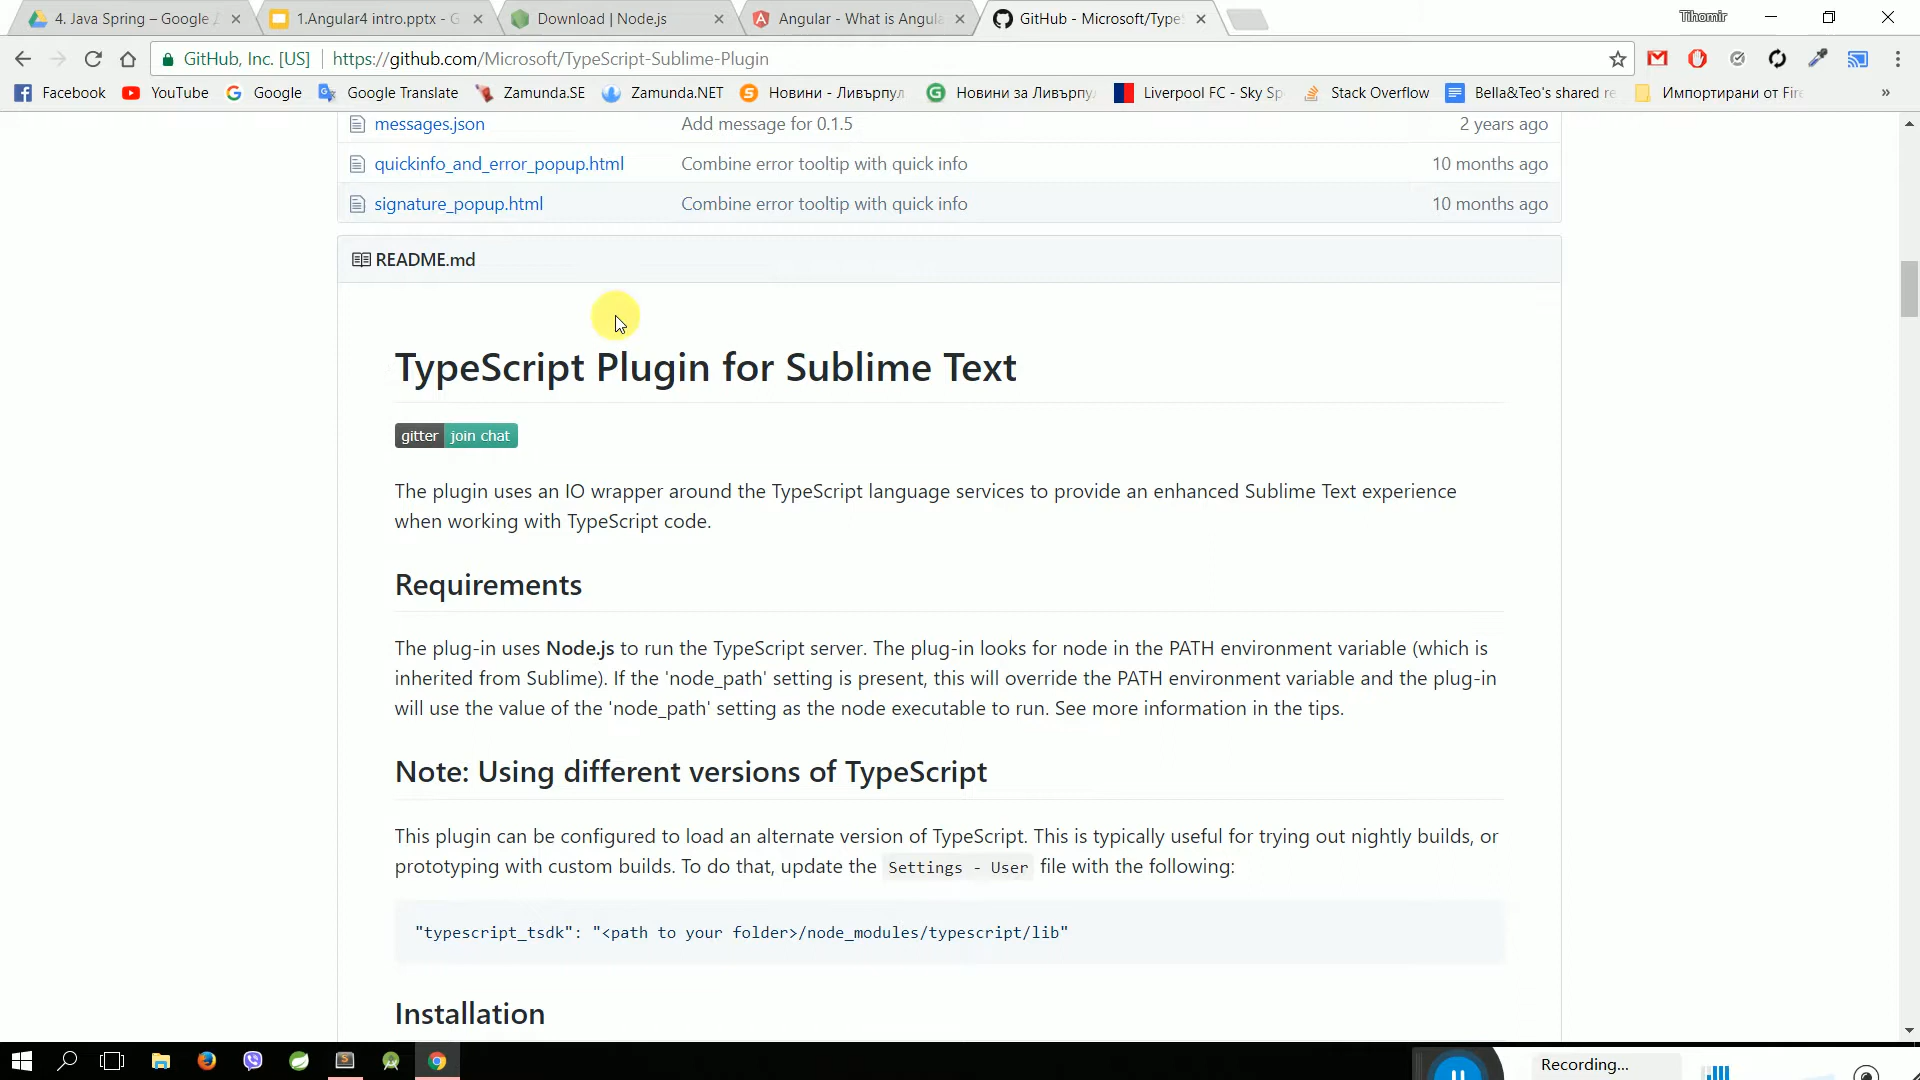 4. Java Spring – Google
1.Angular4 intro.pptx - G
Download | Node.js
Angular - What is Angula
GitHub - Microsoft/Type
Tihomir
GitHub, Inc. [US]
https://github.com/Microsoft/TypeScript-Sublime-Plugin
Facebook
YouTube
Google
Google Translate
Zamunda.SE
Zamunda.NET
Новини - Ливърпул
Новини за Ливърпу
Liverpool FC - Sky Sp
Stack Overflow
Bella&Teo's shared re
Импортирани от Fire
»
messages.json Add message for 0.1.5 2 years ago
quickinfo_and_error_popup.html Combine error tooltip with quick info 10 months ago
signature_popup.html Combine error tooltip with quick info 10 months ago
README.md
TypeScript Plugin for Sublime Text
gitter join chat
The plugin uses an IO wrapper around the TypeScript language services to provide an enhanced Sublime Text experience
when working with TypeScript code.
Requirements
The plug-in uses Node.js to run the TypeScript server. The plug-in looks for node in the PATH environment variable (which is
inherited from Sublime). If the 'node_path' setting is present, this will override the PATH environment variable and the plug-in
will use the value of the 'node_path' setting as the node executable to run. See more information in the tips.
Note: Using different versions of TypeScript
This plugin can be configured to load an alternate version of TypeScript. This is typically useful for trying out nightly builds, or
prototyping with custom builds. To do that, update the Settings - User file with the following:
"typescript_tsdk": "<path to your folder>/node_modules/typescript/lib"
Installation
Recording...